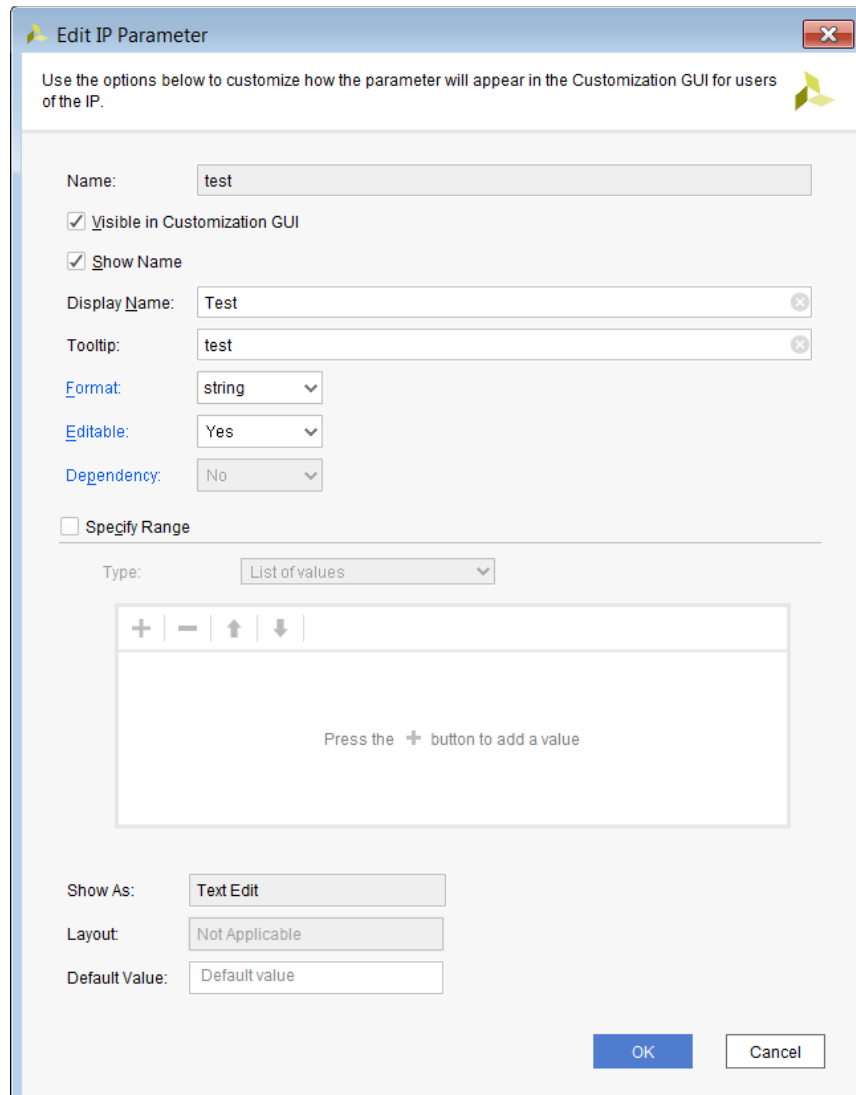 Edit IP Parameter
Use the options below to customize how the parameter will appear in the Customization GUI for users
of the IP.
Name: test
Visible in Customization GUI
Show Name
Display Name: Test
Tooltip: test
Format: string
Editable: Yes
Dependency: No
Specify Range
Type: List of values
Press the + button to add a value
Show As: Text Edit
Layout: Not Applicable
Default Value: Default value
OK Cancel